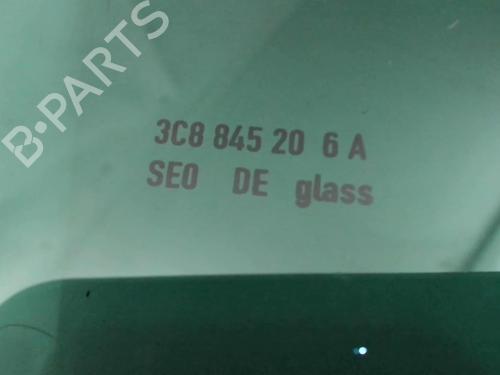 B-PARTS
3C8 845 20 6 A
SEO DE glass